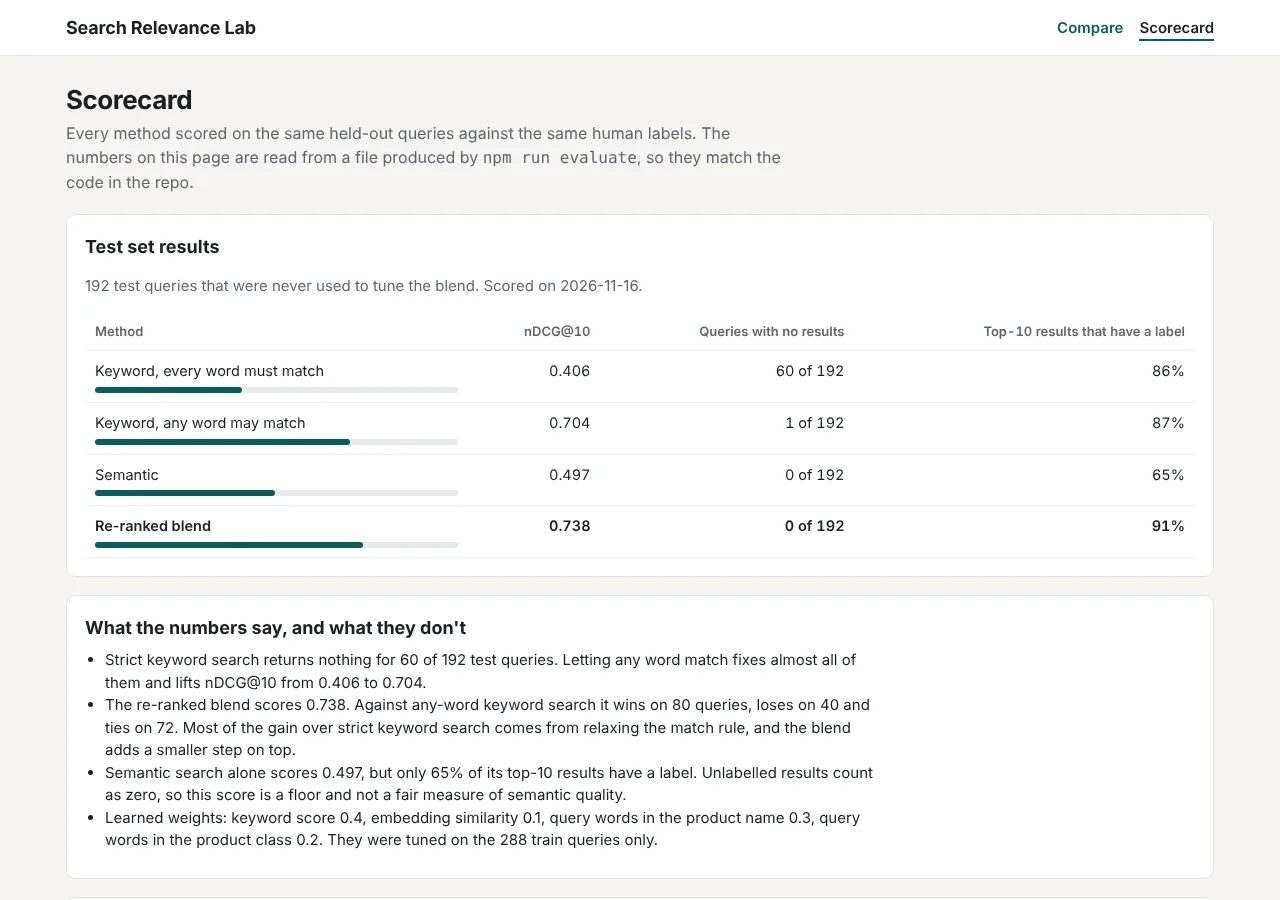 Search Relevance Lab
Compare
Scorecard
Scorecard
Every method scored on the same held-out queries against the same human labels. The
numbers on this page are read from a file produced by npm run evaluate, so they match the
code in the repo.
Test set results
192 test queries that were never used to tune the blend. Scored on 2026-11-16.
Method nDCG@10 Queries with no results Top-10 results that have a label
Keyword, every word must match 0.406 60 of 192 86%
Keyword, any word may match 0.704 1 of 192 87%
Semantic 0.497 0 of 192 65%
Re-ranked blend 0.738 0 of 192 91%
What the numbers say, and what they don't
• Strict keyword search returns nothing for 60 of 192 test queries. Letting any word match fixes almost all of
them and lifts nDCG@10 from 0.406 to 0.704.
• The re-ranked blend scores 0.738. Against any-word keyword search it wins on 80 queries, loses on 40 and
ties on 72. Most of the gain over strict keyword search comes from relaxing the match rule, and the blend
adds a smaller step on top.
• Semantic search alone scores 0.497, but only 65% of its top-10 results have a label. Unlabelled results count
as zero, so this score is a floor and not a fair measure of semantic quality.
• Learned weights: keyword score 0.4, embedding similarity 0.1, query words in the product name 0.3, query
words in the product class 0.2. They were tuned on the 288 train queries only.